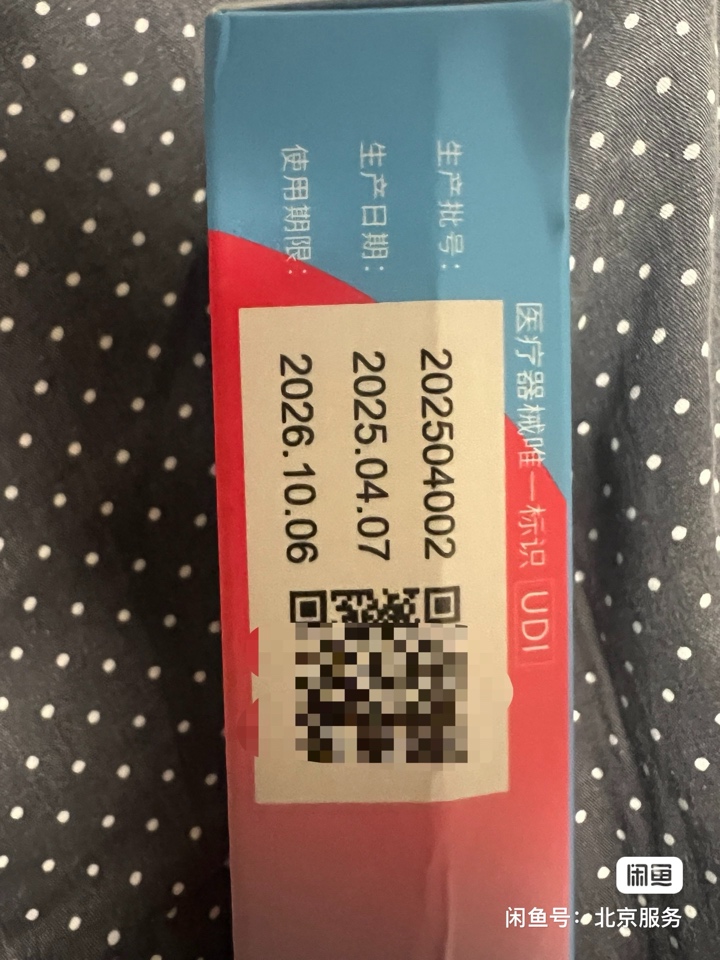 医疗器械唯一标识 UDI
生产批号：202504002
生产日期：2025.04.07
使用期限：2026.10.06
闲鱼
闲鱼号：北京服务